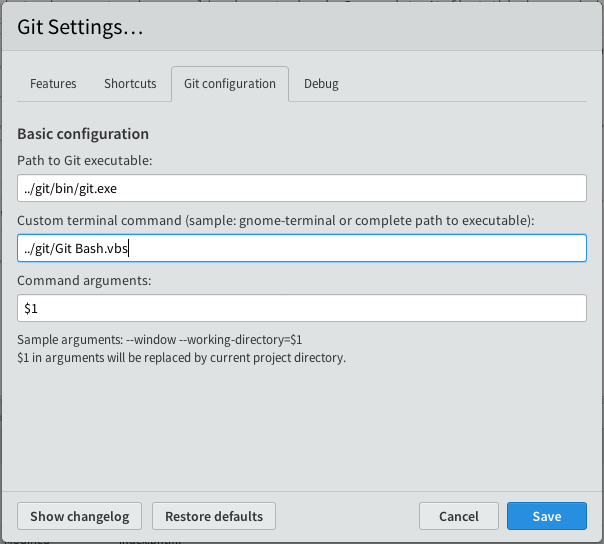 Git Settings…
Features Shortcuts Git configuration Debug
Basic configuration
Path to Git executable:
../git/bin/git.exe
Custom terminal command (sample: gnome-terminal or complete path to executable):
../git/Git Bash.vbs
Command arguments:
$1
Sample arguments: --window --working-directory=$1
$1 in arguments will be replaced by current project directory.
Show changelog Restore defaults Cancel Save